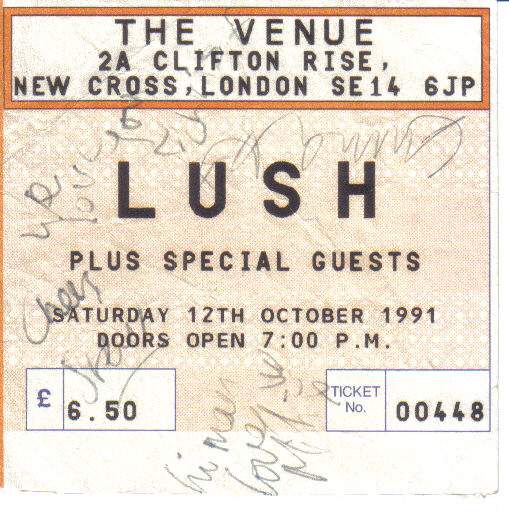 THE VENUE
2A CLIFTON RISE,
NEW CROSS, LONDON SE14 6JP
LUSH
PLUS SPECIAL GUESTS
SATURDAY 12TH OCTOBER 1991
DOORS OPEN 7:00 P.M.
£ 6.50
TICKET No. 00448
Cheers